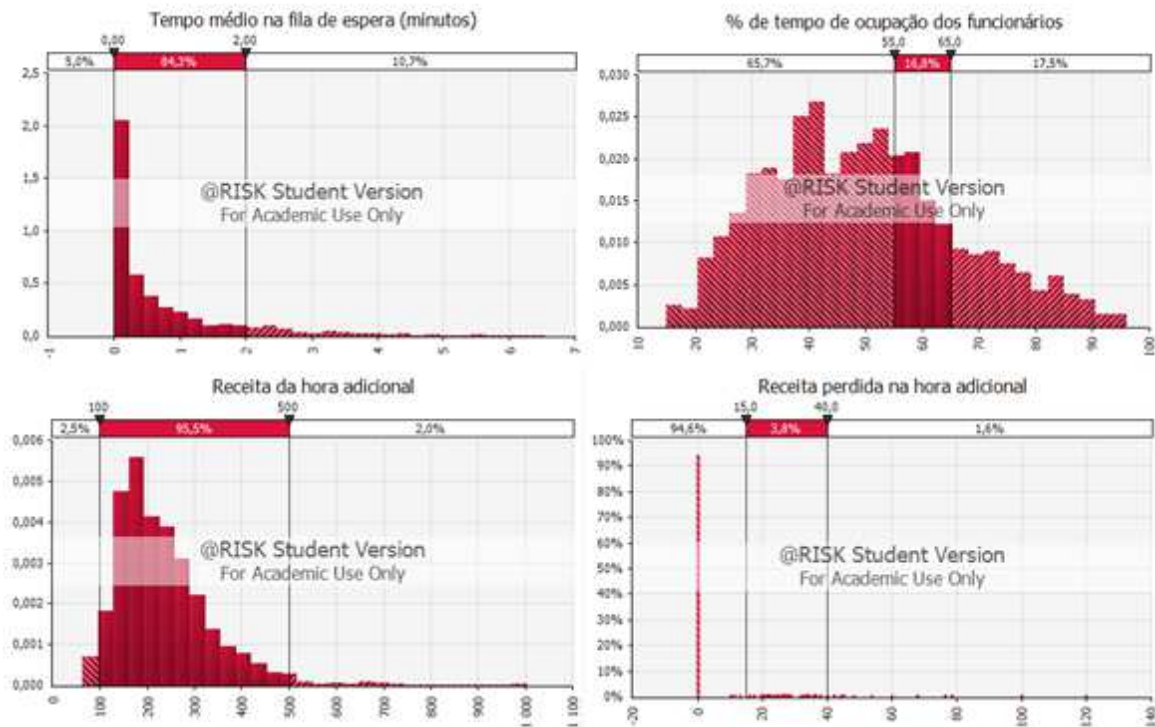 Tempo médio na fila de espera (minutos)
0,00 2,00
5,0% 84,3% 10,7%
2,5
2,0
1,5
1,0
0,5
0,0
@RISK Student Version
For Academic Use Only
-1 0 1 2 3 4 5 6 7
% de tempo de ocupação dos funcionários
55,0 65,0
65,7% 16,8% 17,5%
0,030
0,025
0,020
0,015
0,010
0,005
0,000
@RISK Student Version
For Academic Use Only
10 20 30 40 50 60 70 80 90 100
Receita da hora adicional
100 500
2,5% 95,5% 2,0%
0,006
0,005
0,004
0,003
0,002
0,001
0,000
@RISK Student Version
For Academic Use Only
0 100 200 300 400 500 600 700 800 900 1 000 1 100
Receita perdida na hora adicional
15,0 40,0
94,6% 3,8% 1,6%
100%
90%
80%
70%
60%
50%
40%
30%
20%
10%
0%
@RISK Student Version
For Academic Use Only
-20 0 20 40 60 80 100 120 140